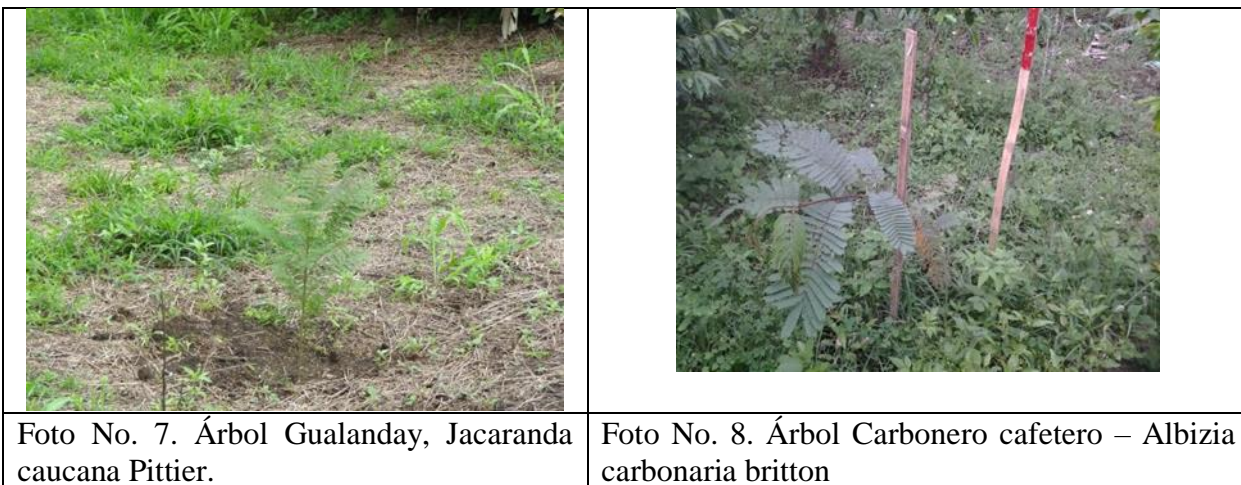 Foto No. 7. Árbol Gualanday, Jacaranda
caucana Pittier.
Foto No. 8. Árbol Carbonero cafetero – Albizia
carbonaria britton